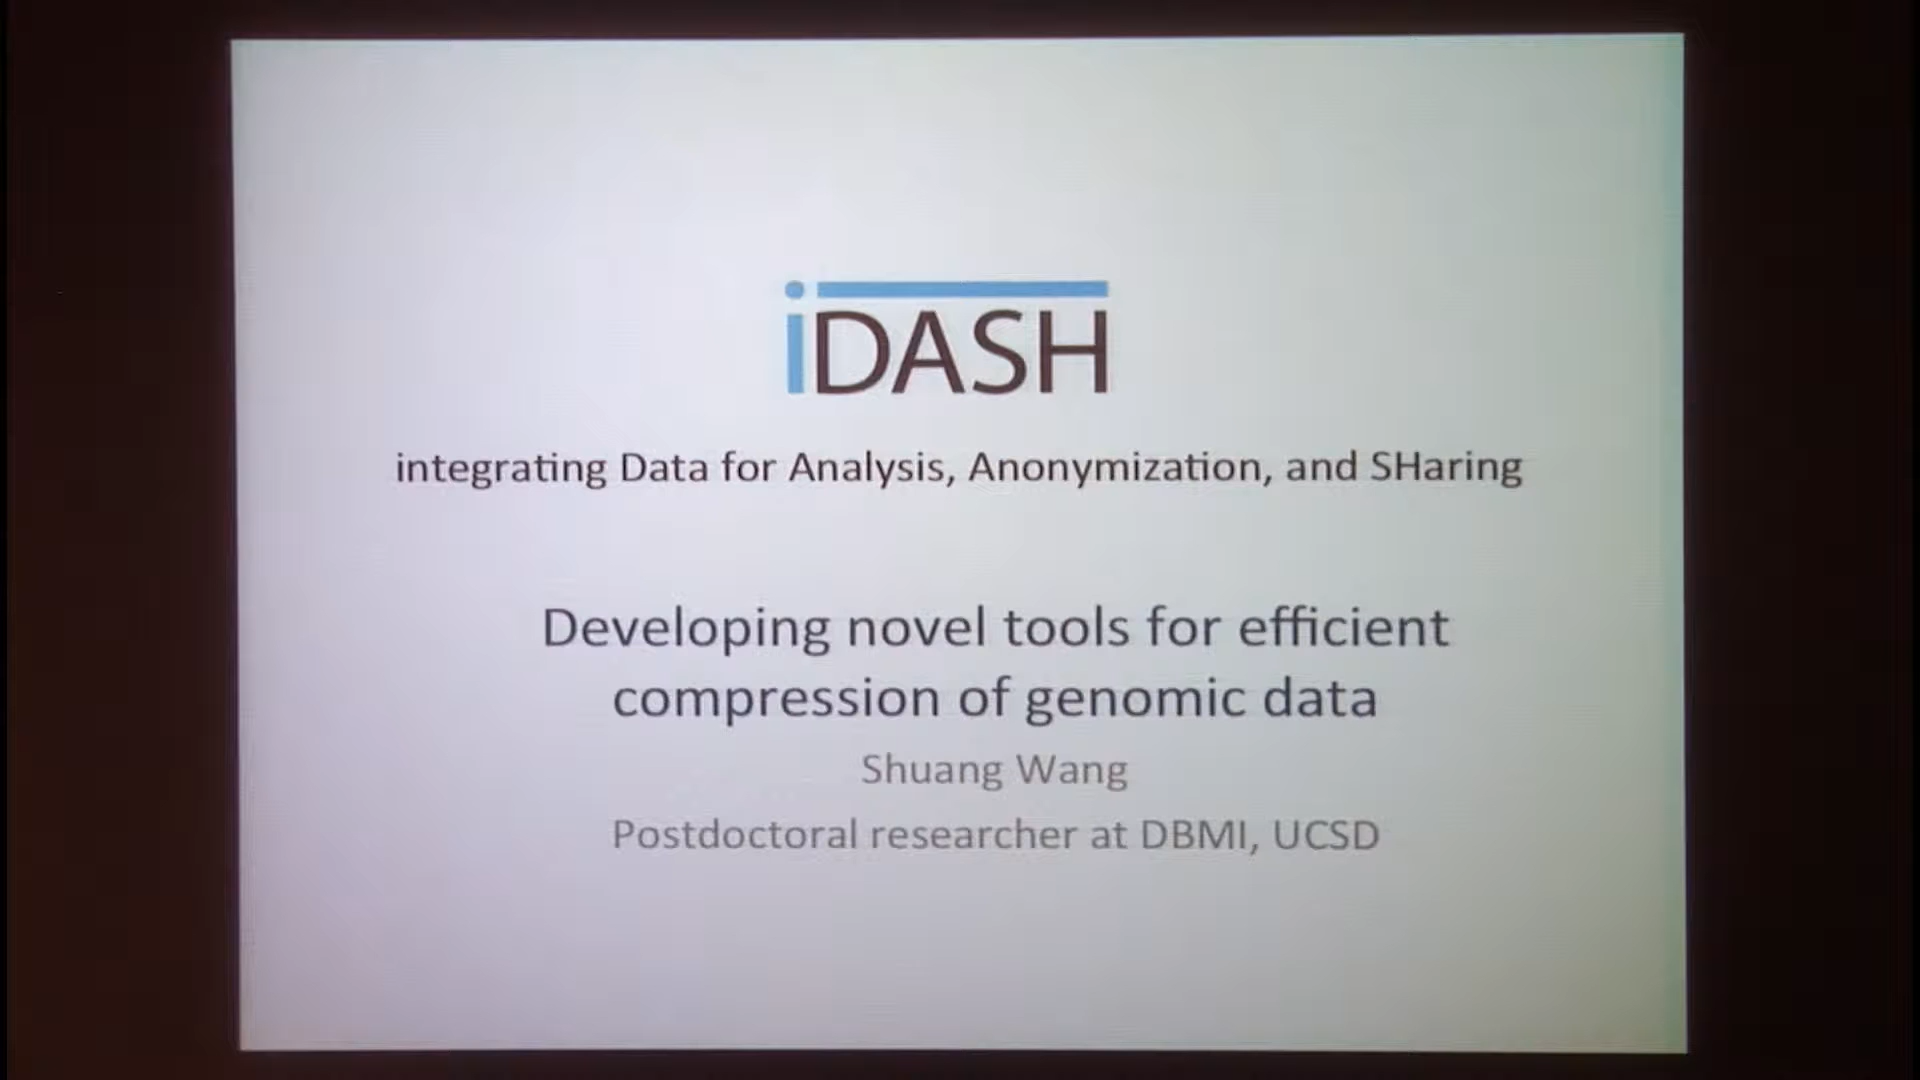 iDASH
integrating Data for Analysis, Anonymization, and SHaring
Developing novel tools for efficient
compression of genomic data
Shuang Wang
Postdoctoral researcher at DBMI, UCSD